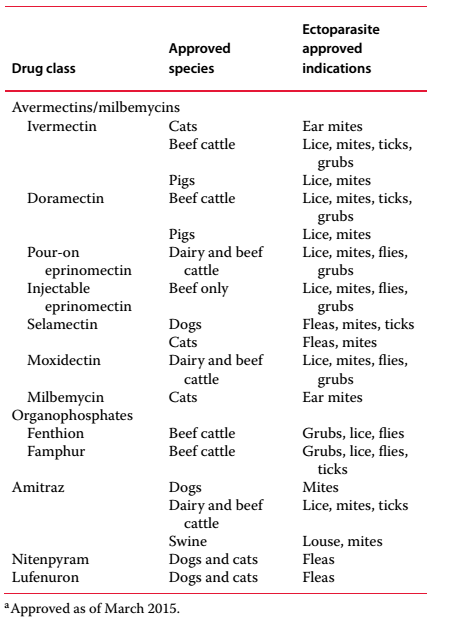 Drug class Approved species Ectoparasite approved indications
Avermectins/milbemycins
Ivermectin Cats Ear mites
Beef cattle Lice, mites, ticks,
grubs
Pigs Lice, mites
Doramectin Beef cattle Lice, mites, ticks,
grubs
Pigs Lice, mites
Pour-on Dairy and beef Lice, mites, flies,
eprinomectin cattle grubs
Injectable Beef only Lice, mites, flies,
eprinomectin grubs
Selamectin Dogs Fleas, mites, ticks
Cats Fleas, mites
Moxidectin Dairy and beef Lice, mites, flies,
cattle grubs
Milbemycin Cats Ear mites
Organophosphates
Fenthion Beef cattle Grubs, lice, flies
Famphur Beef cattle Grubs, lice, flies,
ticks
Amitraz Dogs Mites
Dairy and beef Lice, mites, ticks
cattle
Swine Louse, mites
Nitenpyram Dogs and cats Fleas
Lufenuron Dogs and cats Fleas
a Approved as of March 2015.